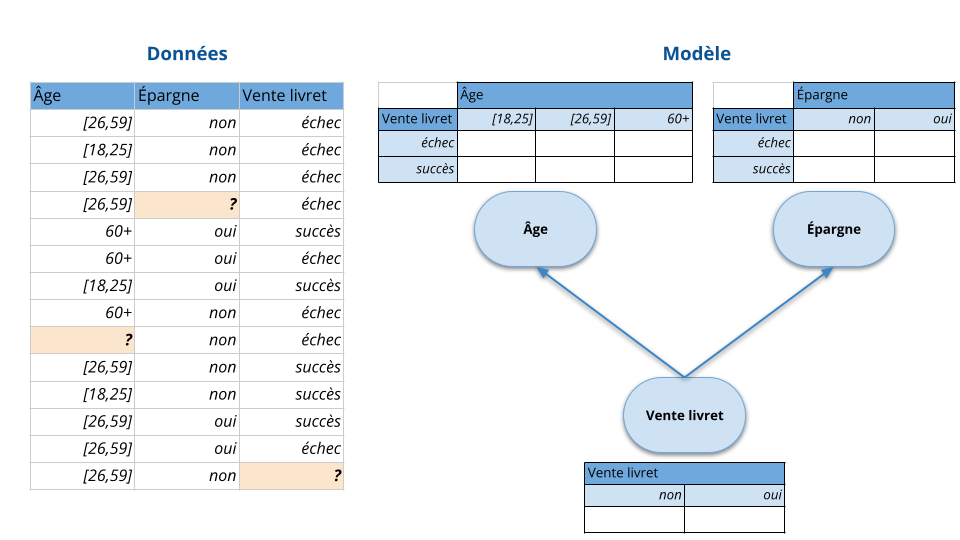 Données
Âge Épargne Vente livret
[26,59] non échec
[18,25] non échec
[26,59] non échec
[26,59] ? échec
60+ oui succès
60+ oui échec
[18,25] oui succès
60+ non échec
? non échec
[26,59] non succès
[18,25] non succès
[26,59] oui succès
[26,59] oui échec
[26,59] non ?
Modèle
Âge
Vente livret [18,25] [26,59] 60+
échec
succès
Épargne
Vente livret non oui
échec
succès
Âge
Épargne
Vente livret
Vente livret
non oui